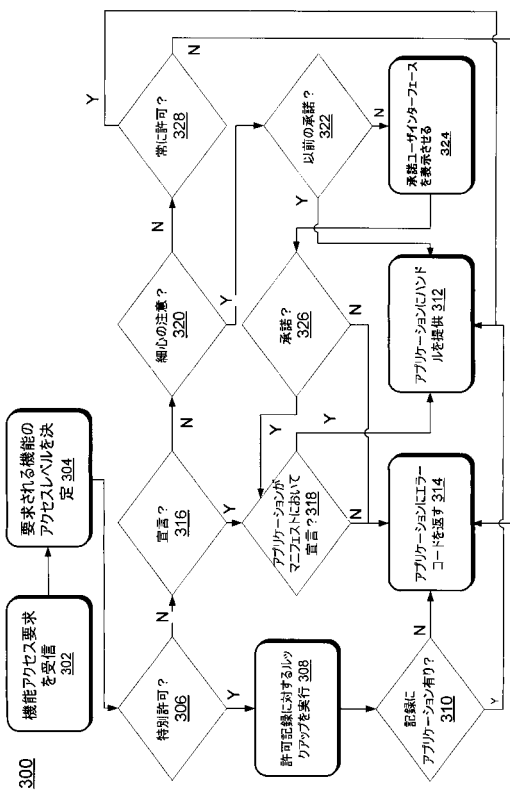 300
機能アクセス要求
を受信
302
要求される機能の
アクセスレベルを決
定 304
特別許可?
306
N
Y
宣言?
316
N
Y
細心の注意?
320
N
Y
常に許可?
328
Y
N
許可記録に対するルッ
クアップを実行 308
アプリケーションが
マニフェストにおいて
宣言?318
Y
N
承諾?
326
Y
N
以前の承諾?
322
Y
N
承諾ユーザインターフェース
を表示させる
324
記録に
アプリケーション有り?
310
N
Y
アプリケーションにエラー
コードを返す 314
アプリケーションにハンド
ルを提供 312